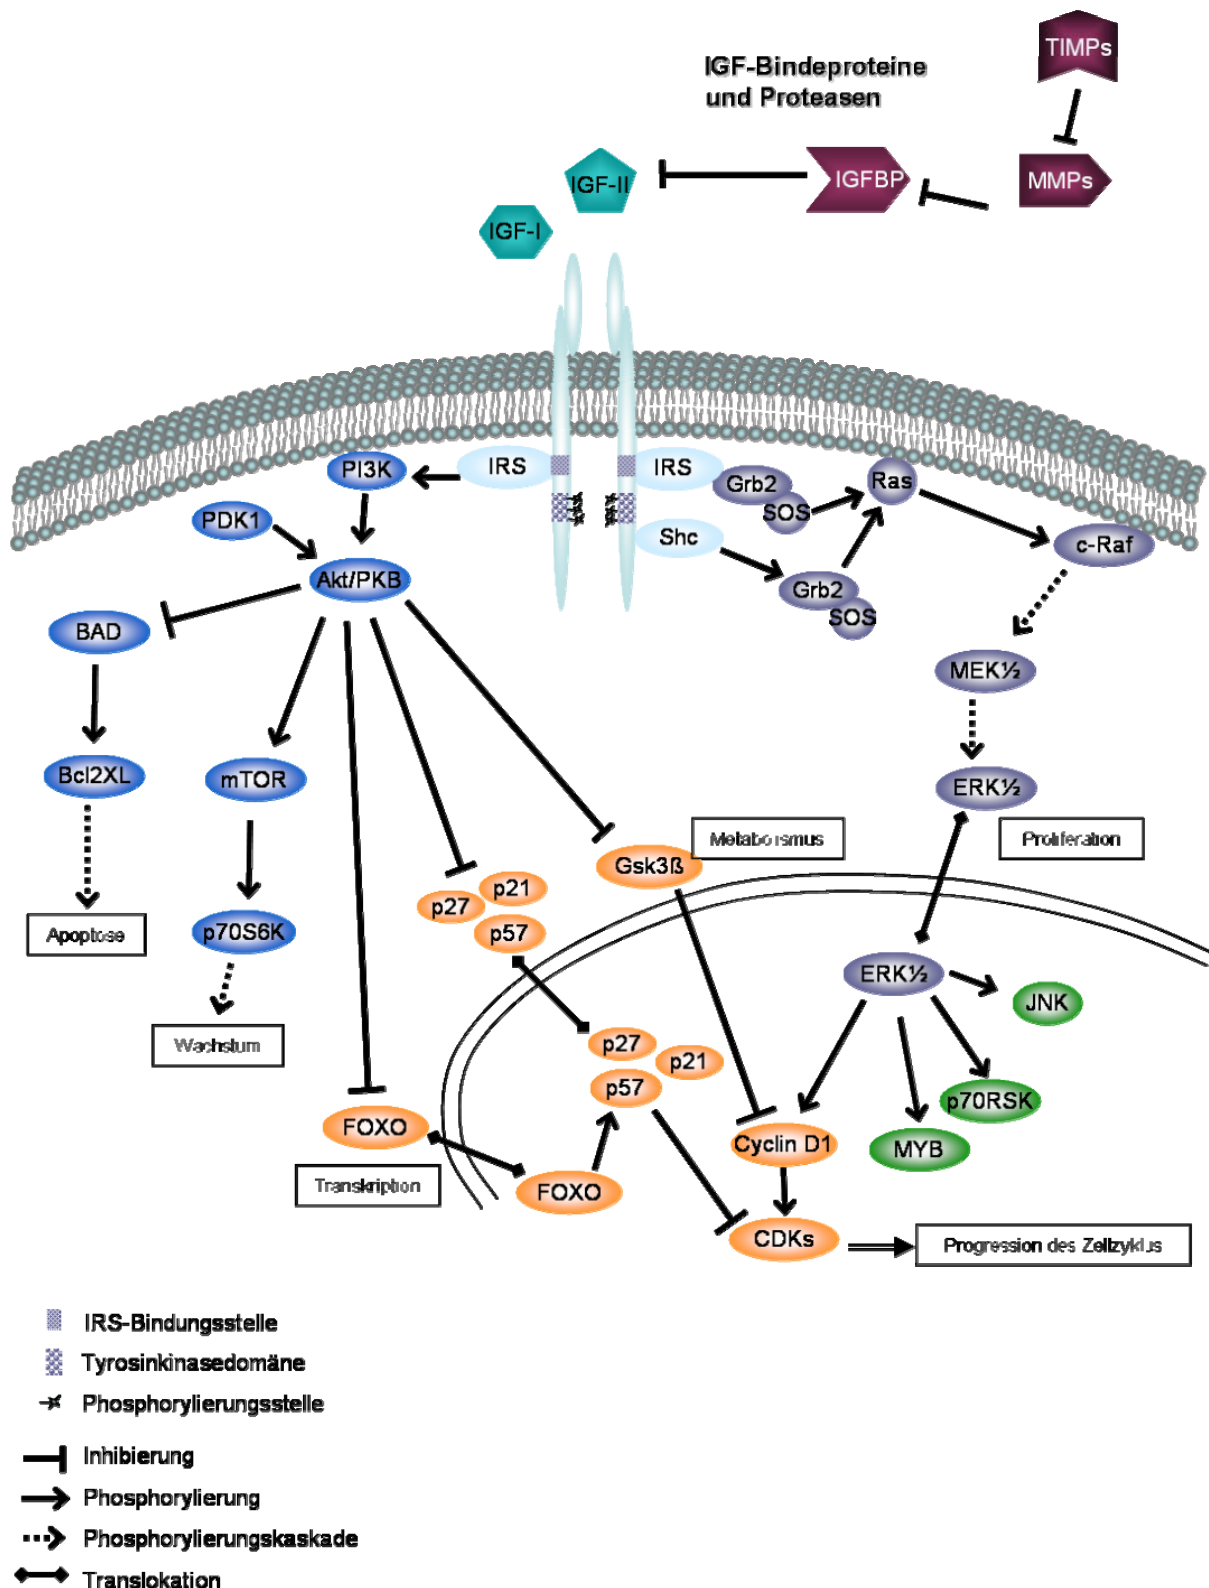 TIMPs
IGF-Bindeproteine
und Proteasen
IGF-II
IGFBP
MMPs
IGF-I
PI3K
IRS
IRS
Grb2
SOS
Ras
PDK1
Shc
c-Raf
Akt/PKB
Grb2
SOS
BAD
MEK½
Bcl2XL
mTOR
ERK½
Metabolismus
Proliferation
Gsk3ß
p21
p27
p57
Apoptose
p70S6K
ERK½
JNK
Wachstum
p27
p21
p57
p70RSK
FOXO
Cyclin D1
MYB
Transkription
FOXO
CDKs
Progression des Zellzyklus
IRS-Bindungsstelle
Tyrosinkinasedomäne
Phosphorylierungsstelle
Inhibierung
Phosphorylierung
Phosphorylierungskaskade
Translokation